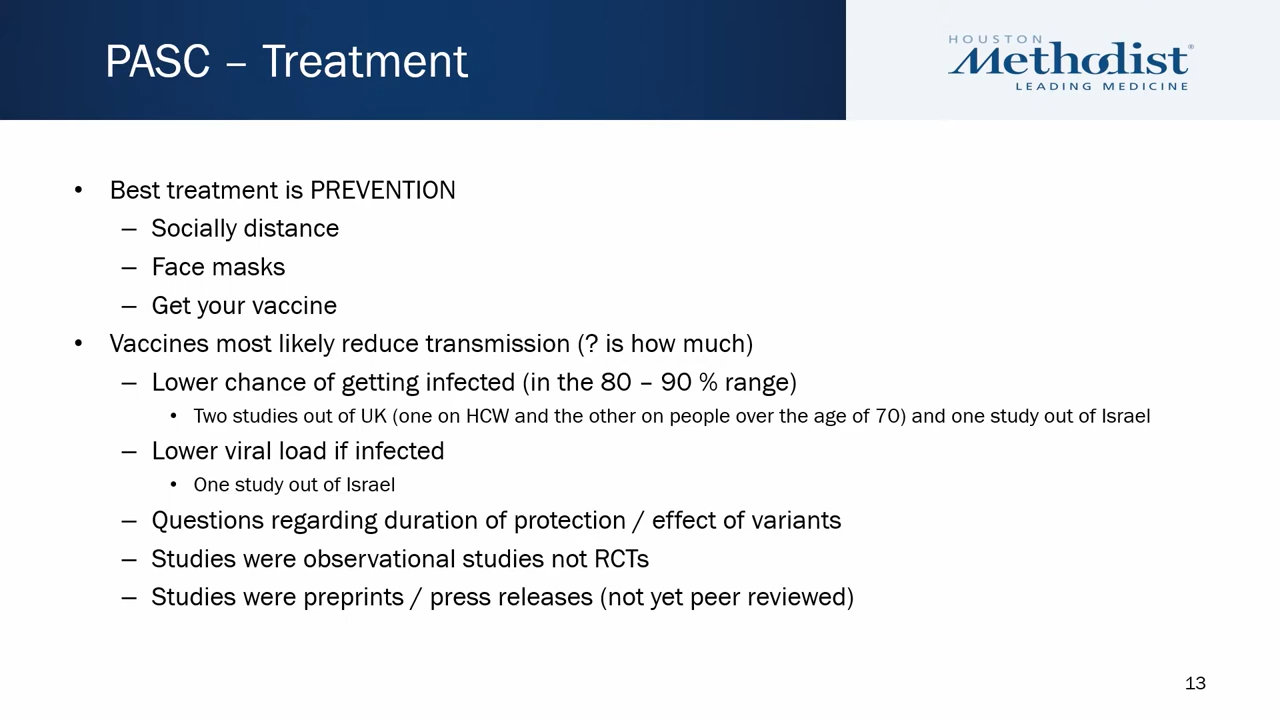 PASC – Treatment
HOUSTON
Methodist®
LEADING MEDICINE
• Best treatment is PREVENTION
– Socially distance
– Face masks
– Get your vaccine
• Vaccines most likely reduce transmission (? is how much)
– Lower chance of getting infected (in the 80 – 90 % range)
• Two studies out of UK (one on HCW and the other on people over the age of 70) and one study out of Israel
– Lower viral load if infected
• One study out of Israel
– Questions regarding duration of protection / effect of variants
– Studies were observational studies not RCTs
– Studies were preprints / press releases (not yet peer reviewed)
13